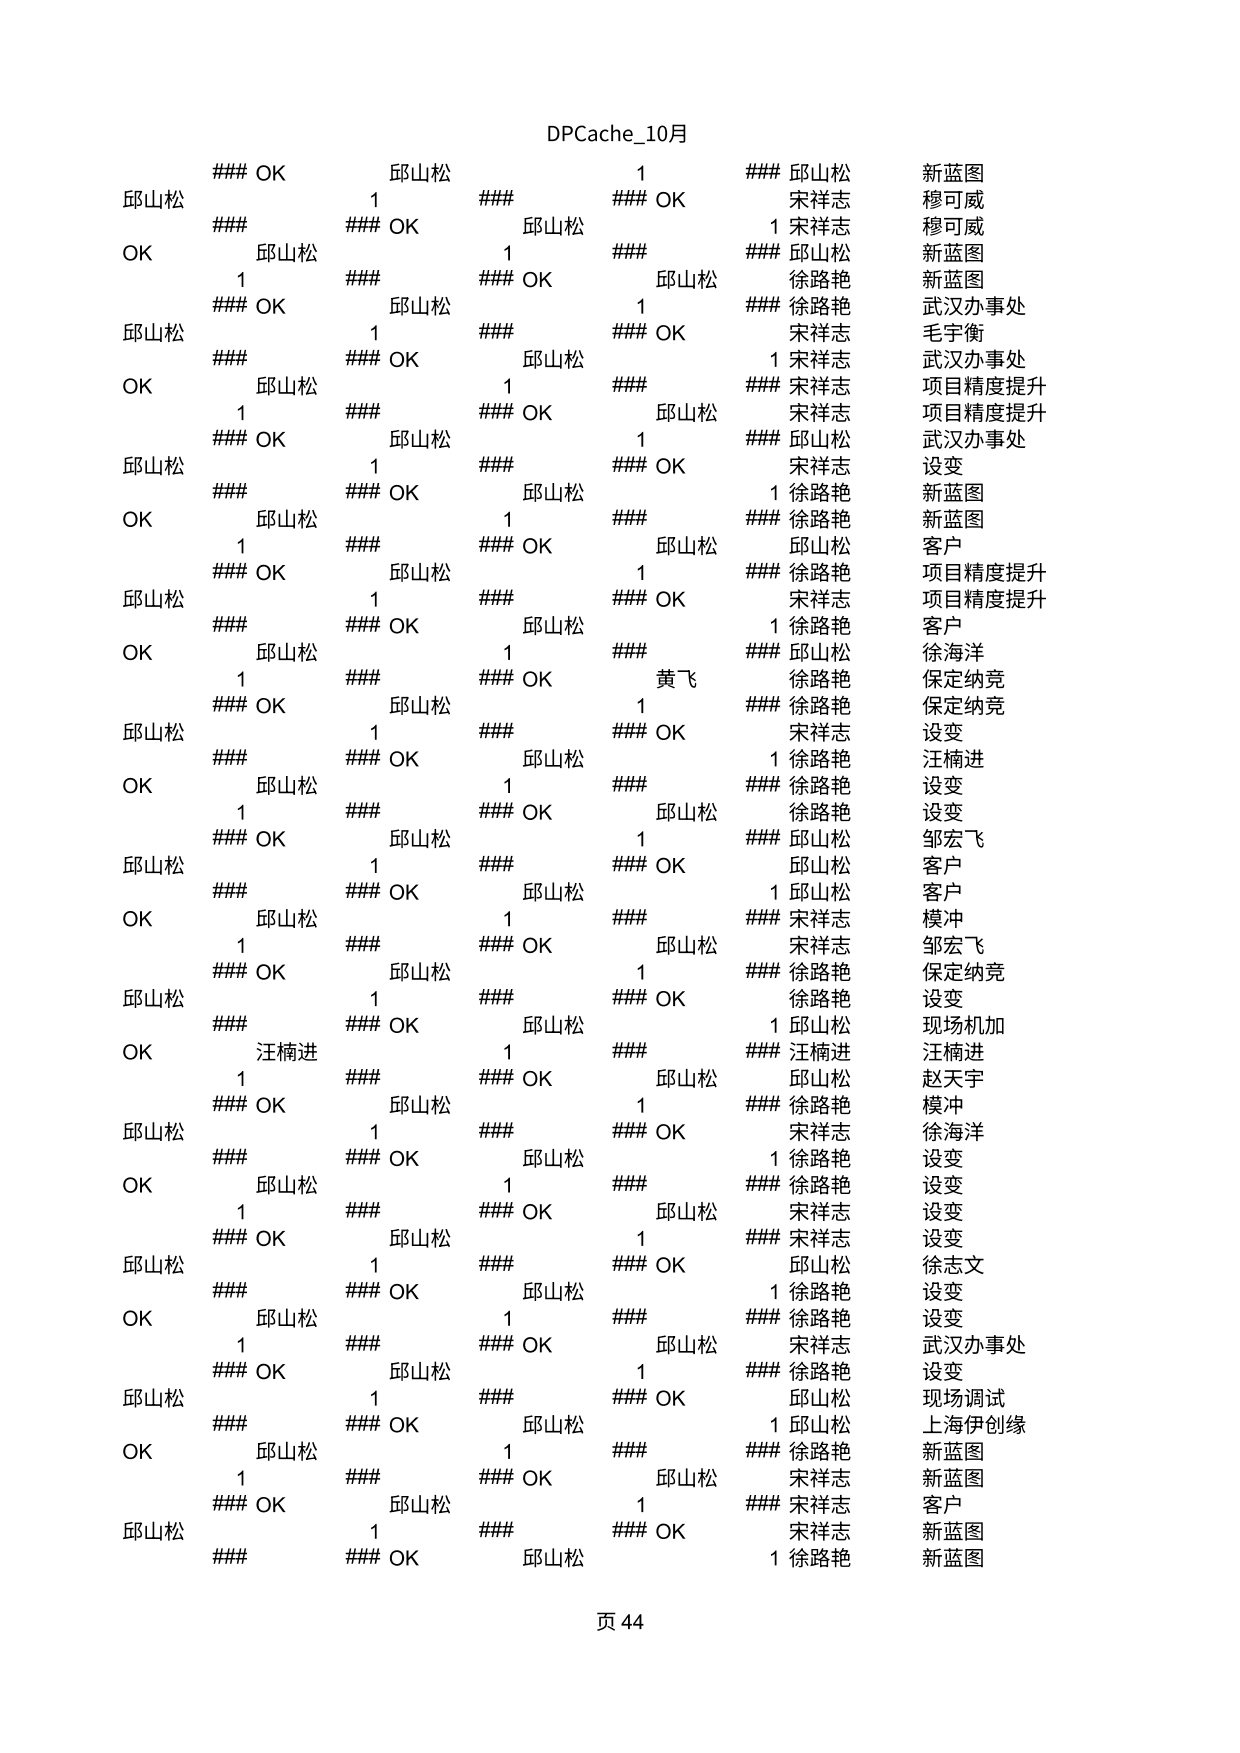 DPCache_10月
### OK 邱山松 1 ### 邱山松 新蓝图
邱山松 1 ### ### OK 宋祥志 穆可威
### ### OK 邱山松 1 宋祥志 穆可威
OK 邱山松 1 ### ### 邱山松 新蓝图
1 ### ### OK 邱山松 徐路艳 新蓝图
### OK 邱山松 1 ### 徐路艳 武汉办事处
邱山松 1 ### ### OK 宋祥志 毛宇衡
### ### OK 邱山松 1 宋祥志 武汉办事处
OK 邱山松 1 ### ### 宋祥志 项目精度提升
1 ### ### OK 邱山松 宋祥志 项目精度提升
### OK 邱山松 1 ### 邱山松 武汉办事处
邱山松 1 ### ### OK 宋祥志 设变
### ### OK 邱山松 1 徐路艳 新蓝图
OK 邱山松 1 ### ### 徐路艳 新蓝图
1 ### ### OK 邱山松 邱山松 客户
### OK 邱山松 1 ### 徐路艳 项目精度提升
邱山松 1 ### ### OK 宋祥志 项目精度提升
### ### OK 邱山松 1 徐路艳 客户
OK 邱山松 1 ### ### 邱山松 徐海洋
1 ### ### OK 黄飞 徐路艳 保定纳竞
### OK 邱山松 1 ### 徐路艳 保定纳竞
邱山松 1 ### ### OK 宋祥志 设变
### ### OK 邱山松 1 徐路艳 汪楠进
OK 邱山松 1 ### ### 徐路艳 设变
1 ### ### OK 邱山松 徐路艳 设变
### OK 邱山松 1 ### 邱山松 邹宏飞
邱山松 1 ### ### OK 邱山松 客户
### ### OK 邱山松 1 邱山松 客户
OK 邱山松 1 ### ### 宋祥志 模冲
1 ### ### OK 邱山松 宋祥志 邹宏飞
### OK 邱山松 1 ### 徐路艳 保定纳竞
邱山松 1 ### ### OK 徐路艳 设变
### ### OK 邱山松 1 邱山松 现场机加
OK 汪楠进 1 ### ### 汪楠进 汪楠进
1 ### ### OK 邱山松 邱山松 赵天宇
### OK 邱山松 1 ### 徐路艳 模冲
邱山松 1 ### ### OK 宋祥志 徐海洋
### ### OK 邱山松 1 徐路艳 设变
OK 邱山松 1 ### ### 徐路艳 设变
1 ### ### OK 邱山松 宋祥志 设变
### OK 邱山松 1 ### 宋祥志 设变
邱山松 1 ### ### OK 邱山松 徐志文
### ### OK 邱山松 1 徐路艳 设变
OK 邱山松 1 ### ### 徐路艳 设变
1 ### ### OK 邱山松 宋祥志 武汉办事处
### OK 邱山松 1 ### 徐路艳 设变
邱山松 1 ### ### OK 邱山松 现场调试
### ### OK 邱山松 1 邱山松 上海伊创缘
OK 邱山松 1 ### ### 徐路艳 新蓝图
1 ### ### OK 邱山松 宋祥志 新蓝图
### OK 邱山松 1 ### 宋祥志 客户
邱山松 1 ### ### OK 宋祥志 新蓝图
### ### OK 邱山松 1 徐路艳 新蓝图
页 44